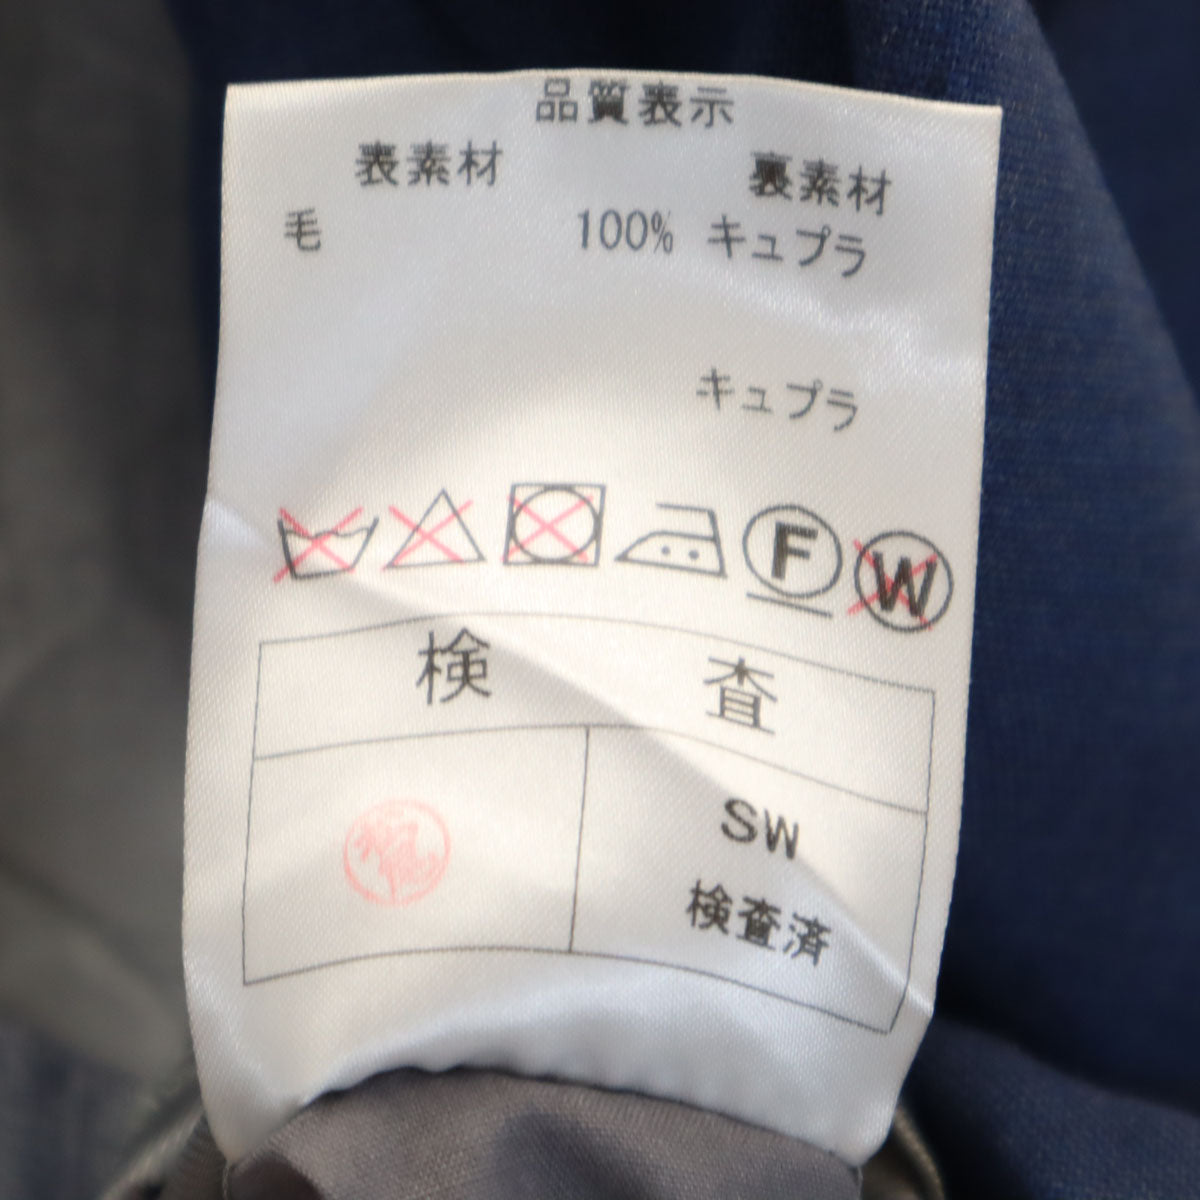 品質表示
表素材 裏素材
毛 100% キュプラ
キュプラ
F W
検 査
SW
検査済